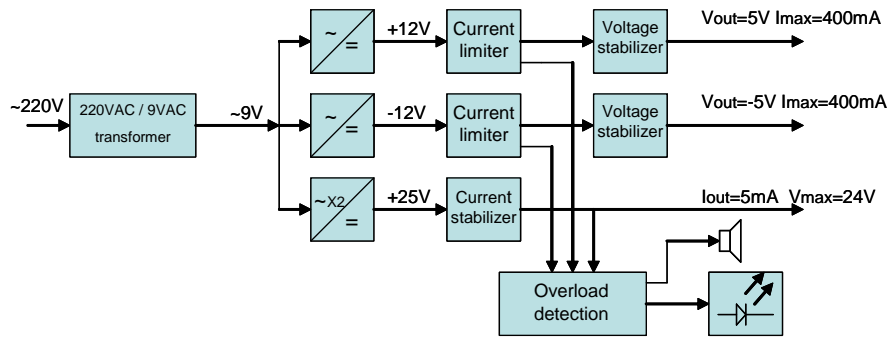 ~220V
220VAC / 9VAC
transformer
~9V
~
=
+12V
Current
limiter
Voltage
stabilizer
Vout=5V Imax=400mA
~
=
-12V
Current
limiter
Voltage
stabilizer
Vout=-5V Imax=400mA
~X2
=
+25V
Current
stabilizer
Iout=5mA Vmax=24V
Overload
detection